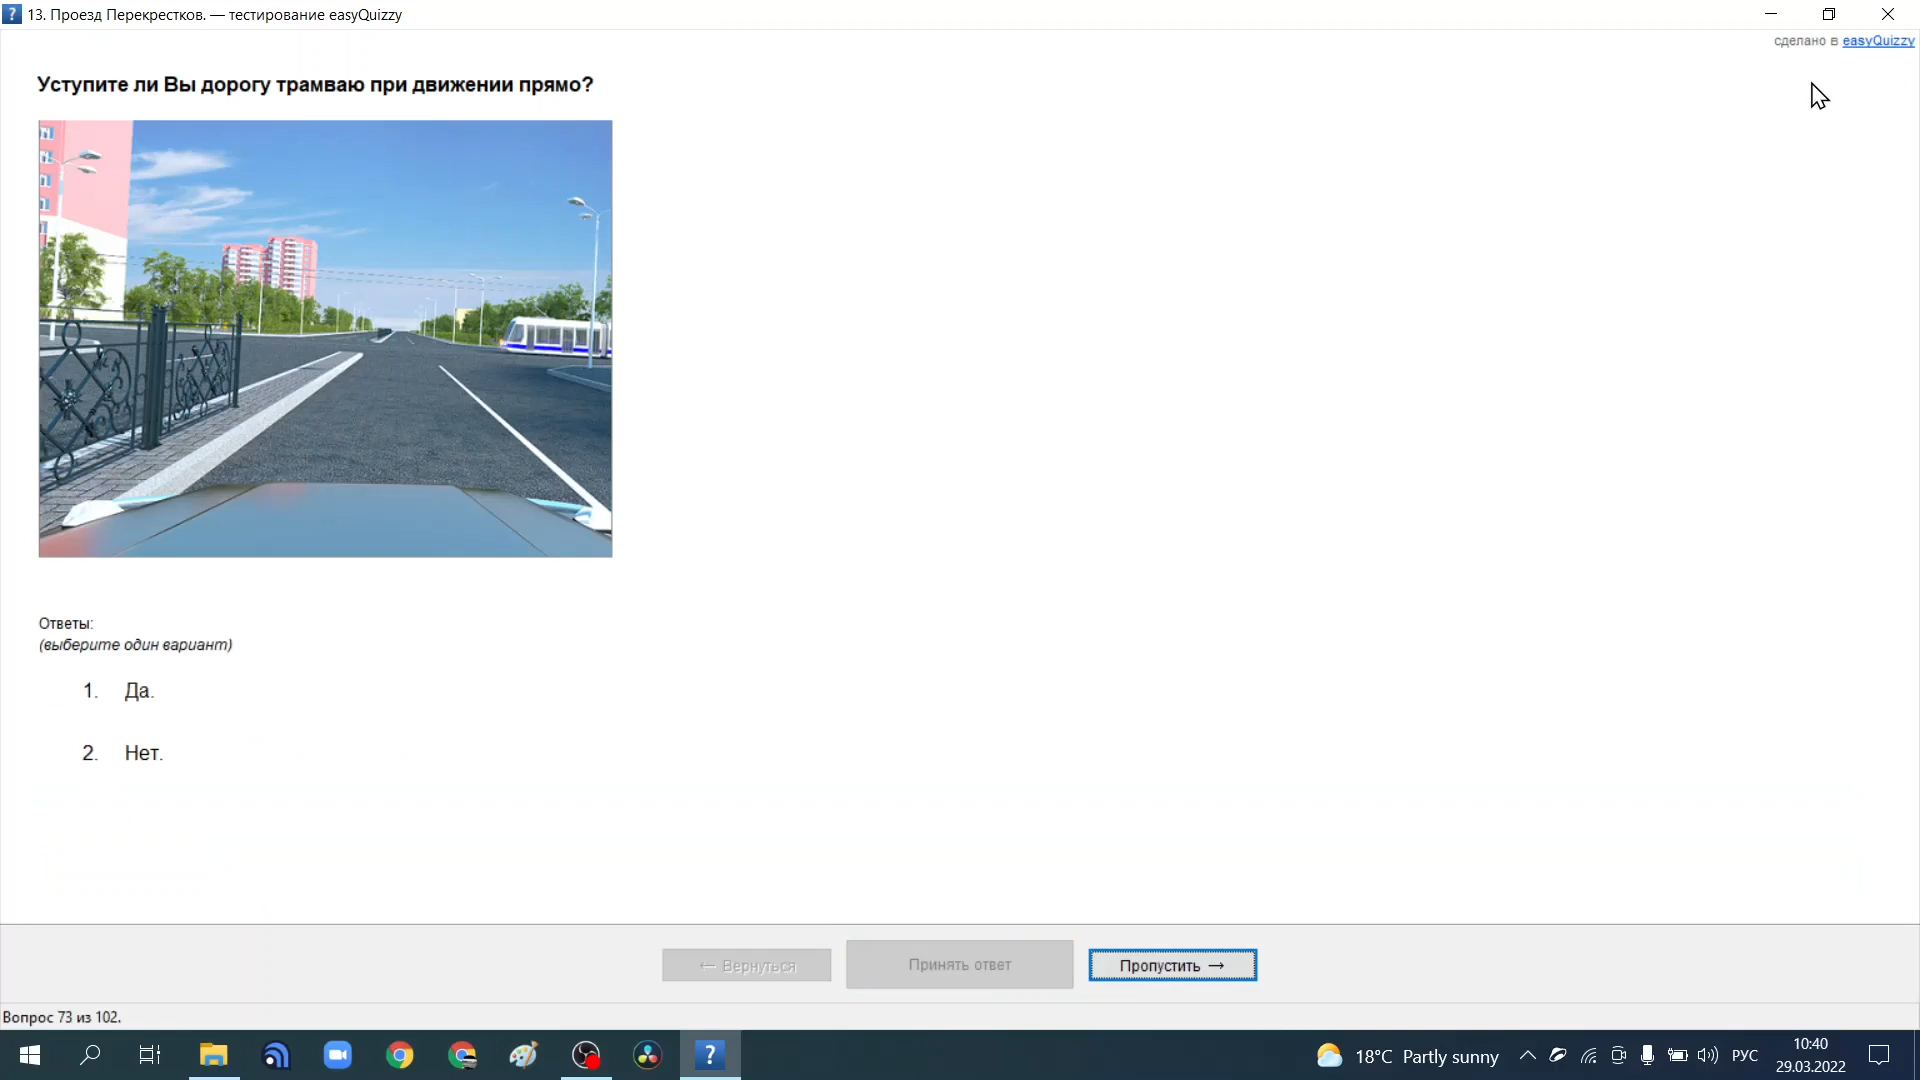 13. Проезд Перекрестков. — тестирование easyQuizzy
сделано в easyQuizzy
Уступите ли Вы дорогу трамваю при движении прямо?
Ответы:
(выберите один вариант)
1. Да.
2. Нет.
← Вернуться
Принять ответ
Пропустить →
Вопрос 73 из 102.
18°C Partly sunny
РУС
10:40
29.03.2022